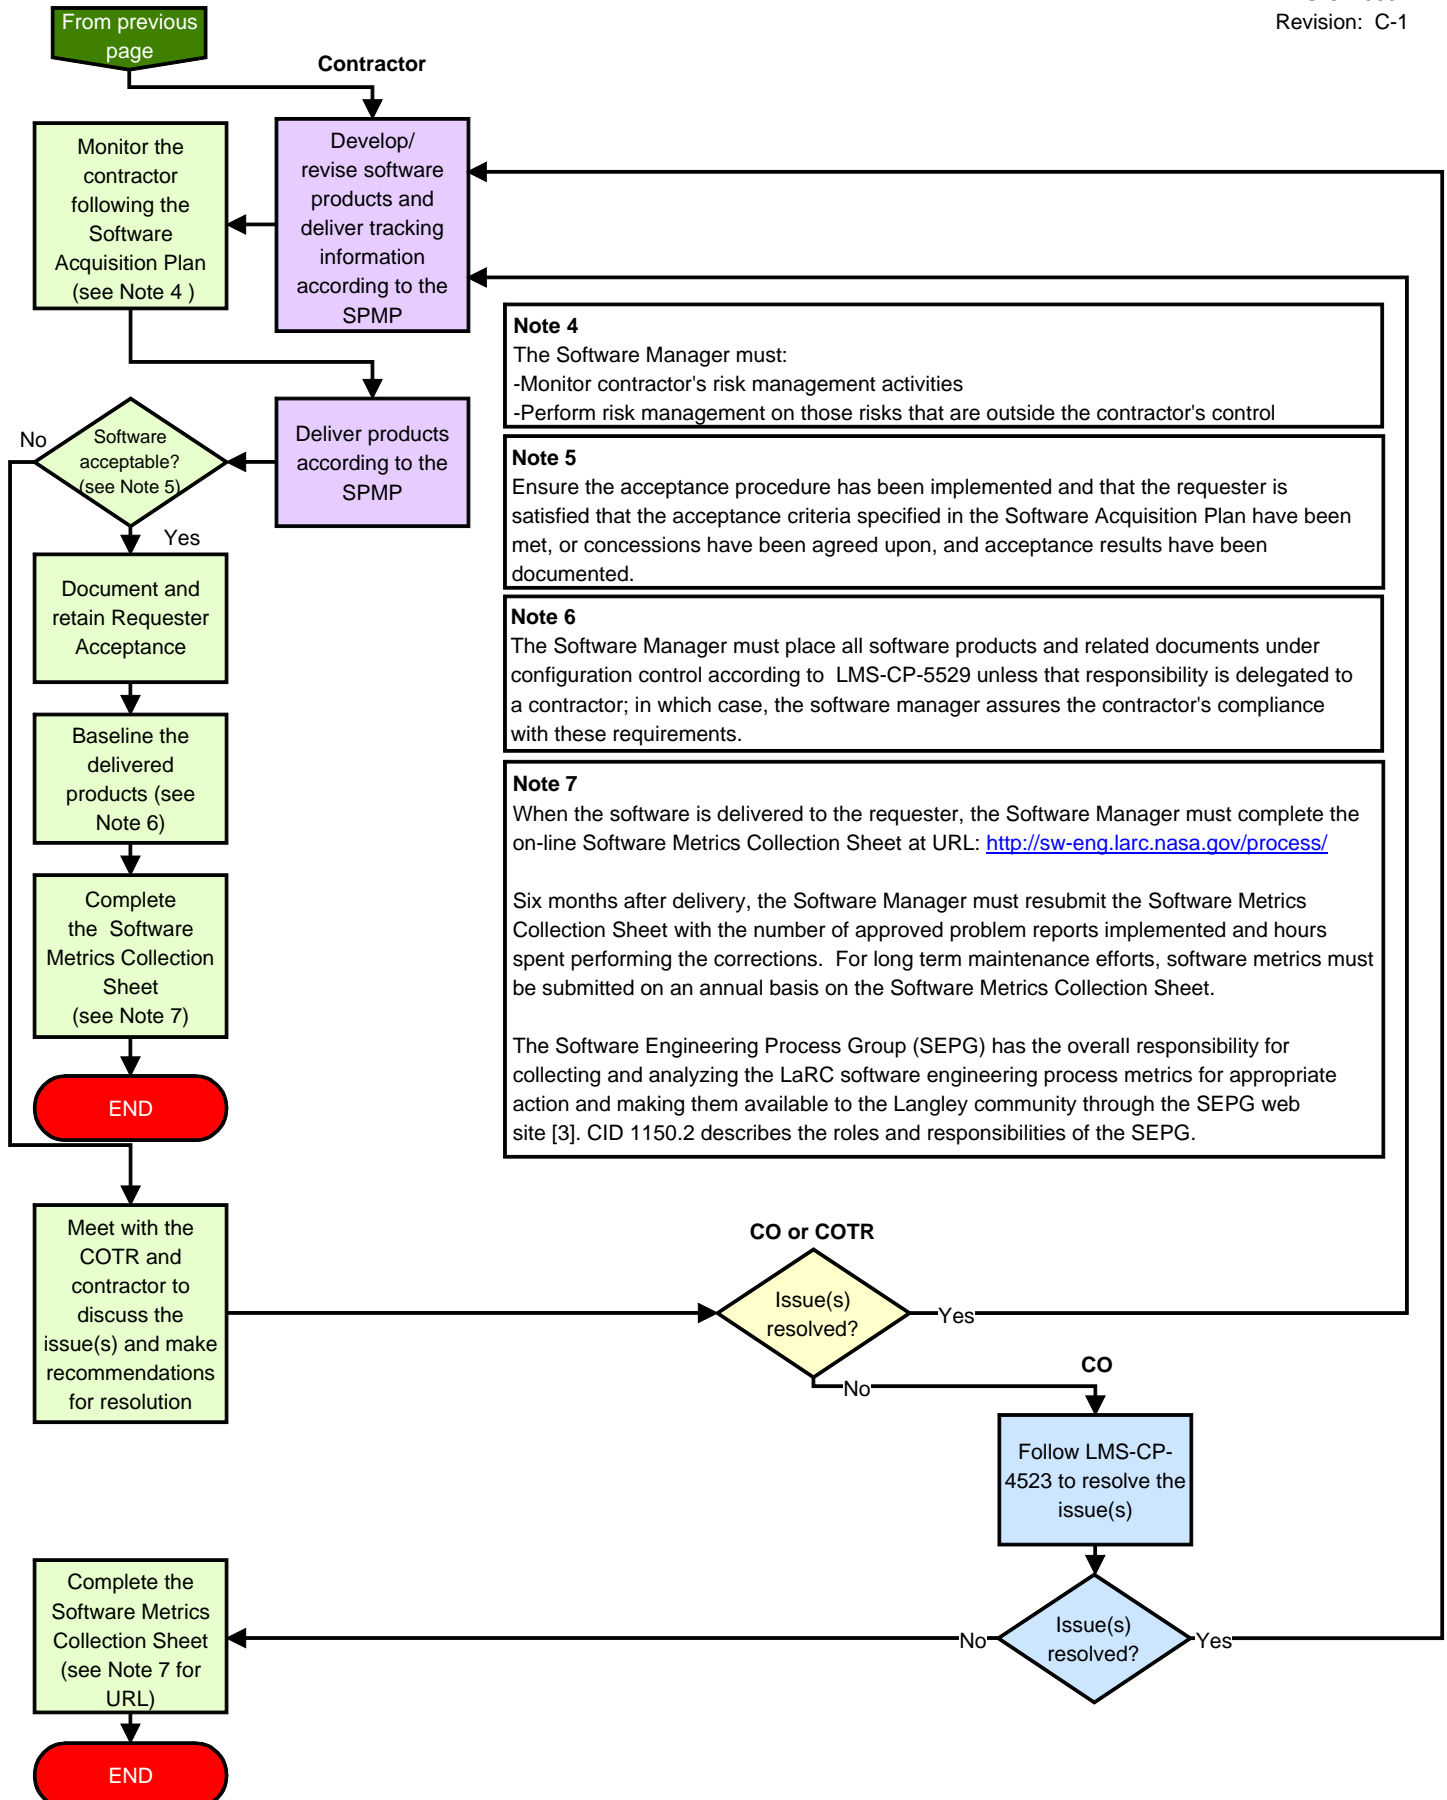 Revision:  C-1
From previous
page
Contractor
Monitor the
contractor
following the
Software
Acquisition Plan
(see Note 4 )
Develop/
revise software
products and
deliver tracking
information
according to the
SPMP
Note 4
The Software Manager must:
-Monitor contractor's risk management activities
-Perform risk management on those risks that are outside the contractor's control
No
Software
acceptable?
(see Note 5)
Yes
Deliver products
according to the
SPMP
Note 5
Ensure the acceptance procedure has been implemented and that the requester is
satisfied that the acceptance criteria specified in the Software Acquisition Plan have been
met, or concessions have been agreed upon, and acceptance results have been
documented.
Document and
retain Requester
Acceptance
Note 6
The Software Manager must place all software products and related documents under
configuration control according to  LMS-CP-5529 unless that responsibility is delegated to
a contractor; in which case, the software manager assures the contractor's compliance
with these requirements.
Baseline the
delivered
products (see
Note 6)
Note 7
When the software is delivered to the requester, the Software Manager must complete the
on-line Software Metrics Collection Sheet at URL: http://sw-eng.larc.nasa.gov/process/
Six months after delivery, the Software Manager must resubmit the Software Metrics
Collection Sheet with the number of approved problem reports implemented and hours
spent performing the corrections.  For long term maintenance efforts, software metrics must
be submitted on an annual basis on the Software Metrics Collection Sheet.
The Software Engineering Process Group (SEPG) has the overall responsibility for
collecting and analyzing the LaRC software engineering process metrics for appropriate
action and making them available to the Langley community through the SEPG web
site [3]. CID 1150.2 describes the roles and responsibilities of the SEPG.
Complete
the  Software
Metrics Collection
Sheet
(see Note 7)
END
Meet with the
COTR and
contractor to
discuss the
issue(s) and make
recommendations
for resolution
CO or COTR
Issue(s)
resolved?
Yes
No
CO
Follow LMS-CP-
4523 to resolve the
issue(s)
Issue(s)
resolved?
No
Yes
Complete the
Software Metrics
Collection Sheet
(see Note 7 for
URL)
END